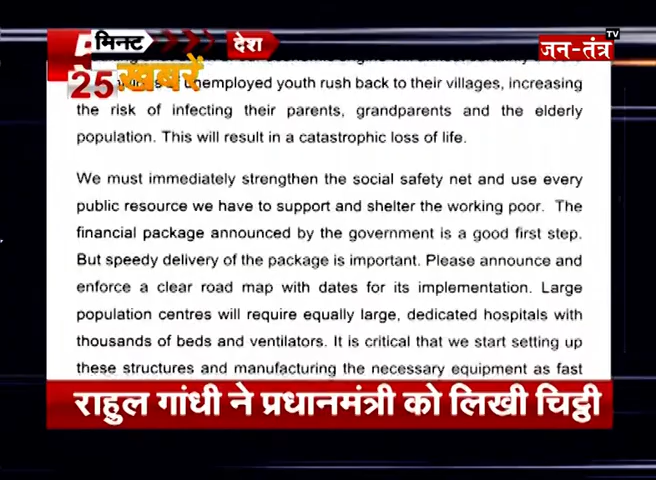 मिनट
देश
25 खबरें
जन-तंत्र
TV
unemployed youth rush back to their villages, increasing
the risk of infecting their parents, grandparents and the elderly
population. This will result in a catastrophic loss of life.
We must immediately strengthen the social safety net and use every
public resource we have to support and shelter the working poor. The
financial package announced by the government is a good first step.
But speedy delivery of the package is important. Please announce and
enforce a clear road map with dates for its implementation. Large
population centres will require equally large, dedicated hospitals with
thousands of beds and ventilators. It is critical that we start setting up
these structures and manufacturing the necessary equipment as fast
राहुल गांधी ने प्रधानमंत्री को लिखी चिट्ठी